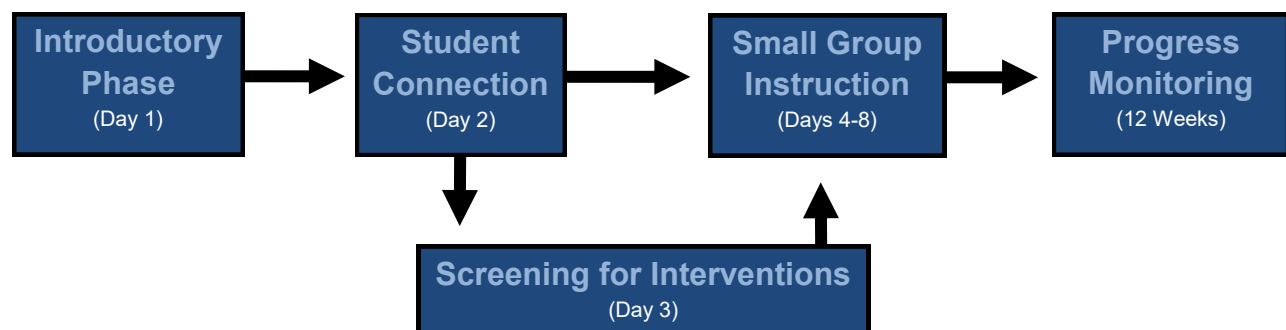 Introductory
Phase
(Day 1)
Student
Connection
(Day 2)
Small Group
Instruction
(Days 4-8)
Progress
Monitoring
(12 Weeks)
Screening for Interventions
(Day 3)